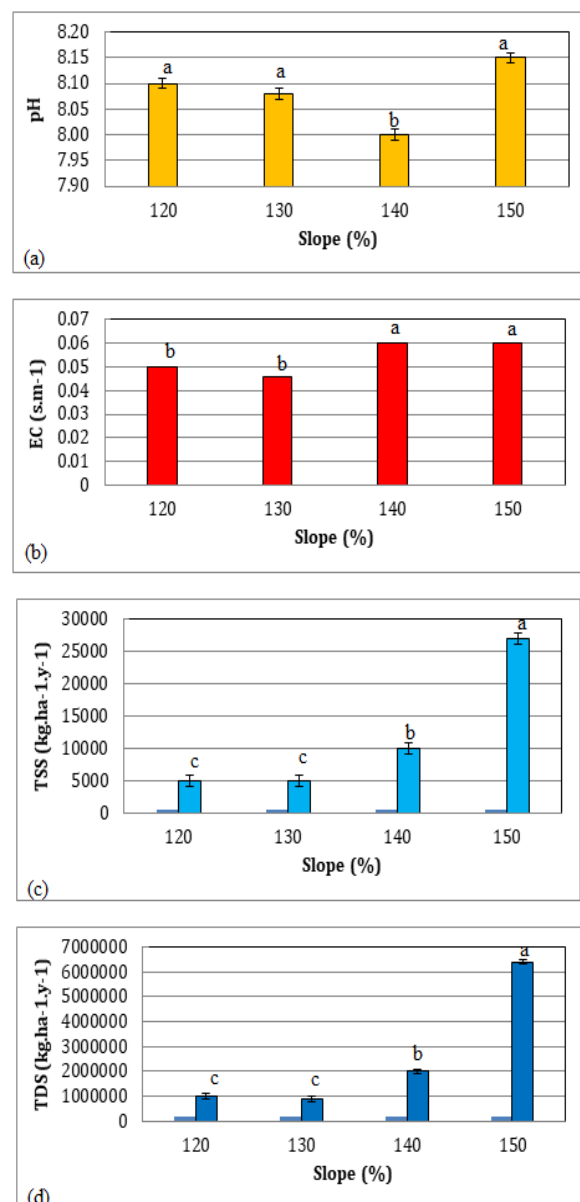 8.20
8.15
8.10
8.05
8.00
7.95
7.90
pH
a
a
b
a
120 130 140 150
Slope (%)
(a)
0.07
0.06
0.05
0.04
0.03
0.02
0.01
0
EC (s.m-1)
b
b
a
a
120 130 140 150
Slope (%)
(b)
30000
25000
20000
15000
10000
5000
0
TSS (kg.ha-1.y-1)
c
c
b
a
120 130 140 150
Slope (%)
(c)
7000000
6000000
5000000
4000000
3000000
2000000
1000000
0
TDS (kg.ha-1.y-1)
c
c
b
a
120 130 140 150
Slope (%)
(d)